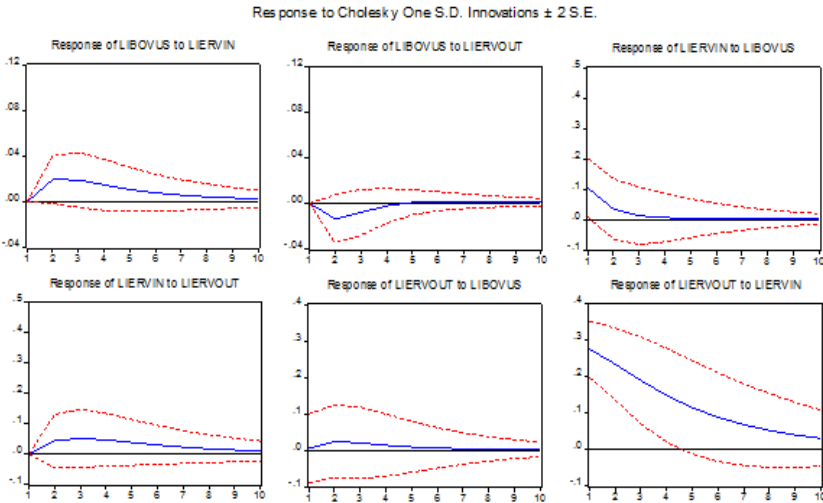 Response to Cholesky One S.D. Innovations ± 2 S.E.
Response of LIBOVUS to LIERVIN
.12
.08
.04
.00
-.04
1 2 3 4 5 6 7 8 9 10
Response of LIBOVUS to LIERVOUT
.12
.08
.04
.00
-.04
1 2 3 4 5 6 7 8 9 10
Response of LIERVIN to LIBOVUS
.5
.4
.3
.2
.1
.0
-.1
1 2 3 4 5 6 7 8 9 10
Response of LIERVIN to LIERVOUT
.5
.4
.3
.2
.1
.0
-.1
1 2 3 4 5 6 7 8 9 10
Response of LIERVOUT to LIBOVUS
.4
.3
.2
.1
.0
-.1
1 2 3 4 5 6 7 8 9 10
Response of LIERVOUT to LIERVIN
.4
.3
.2
.1
.0
-.1
1 2 3 4 5 6 7 8 9 10